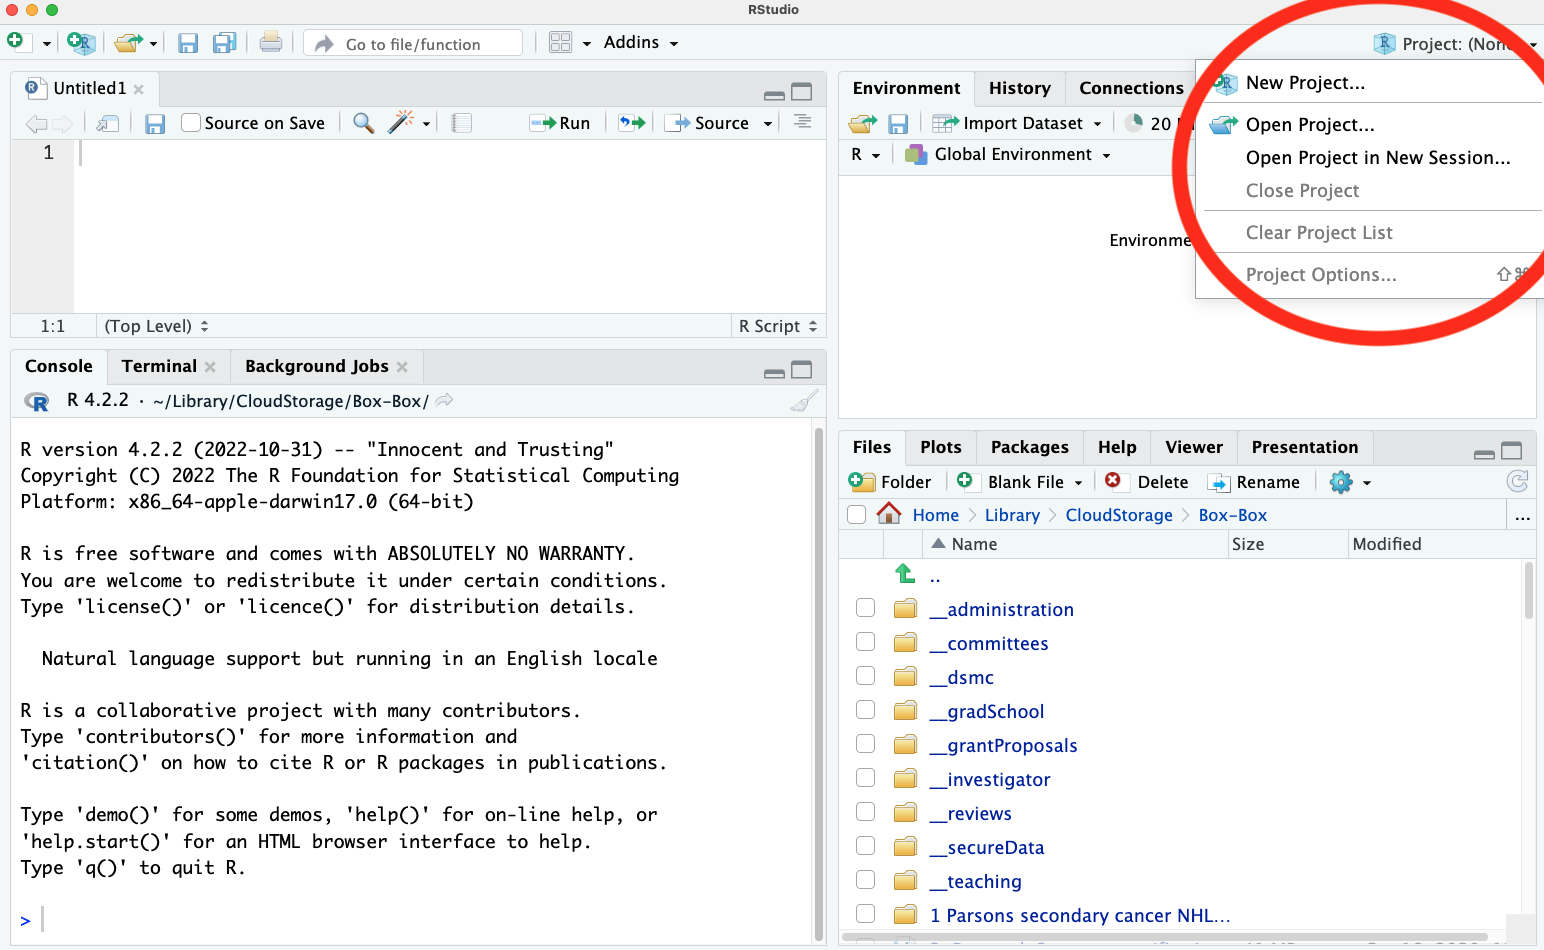 RStudio
Go to file/function
Addins
Project: (None
Untitled1
Source on Save
Run
Source
1
1:1
(Top Level)
R Script
Console
Terminal
Background Jobs
R 4.2.2 · ~/Library/CloudStorage/Box-Box/
R version 4.2.2 (2022-10-31) -- "Innocent and Trusting"
Copyright (C) 2022 The R Foundation for Statistical Computing
Platform: x86_64-apple-darwin17.0 (64-bit)
R is free software and comes with ABSOLUTELY NO WARRANTY.
You are welcome to redistribute it under certain conditions.
Type 'license()' or 'licence()' for distribution details.
Natural language support but running in an English locale
R is a collaborative project with many contributors.
Type 'contributors()' for more information and
'citation()' on how to cite R or R packages in publications.
Type 'demo()' for some demos, 'help()' for on-line help, or
'help.start()' for an HTML browser interface to help.
Type 'q()' to quit R.
>
Environment
History
Connections
Import Dataset
20
R
Global Environment
Environme
New Project...
Open Project...
Open Project in New Session...
Close Project
Clear Project List
Project Options... ⇧⌘
Files
Plots
Packages
Help
Viewer
Presentation
Folder
Blank File
Delete
Rename
Home
Library
CloudStorage
Box-Box
...
Name
Size
Modified
..
__administration
__committees
__dsmc
__gradSchool
__grantProposals
__investigator
__reviews
__secureData
__teaching
1 Parsons secondary cancer NHL...